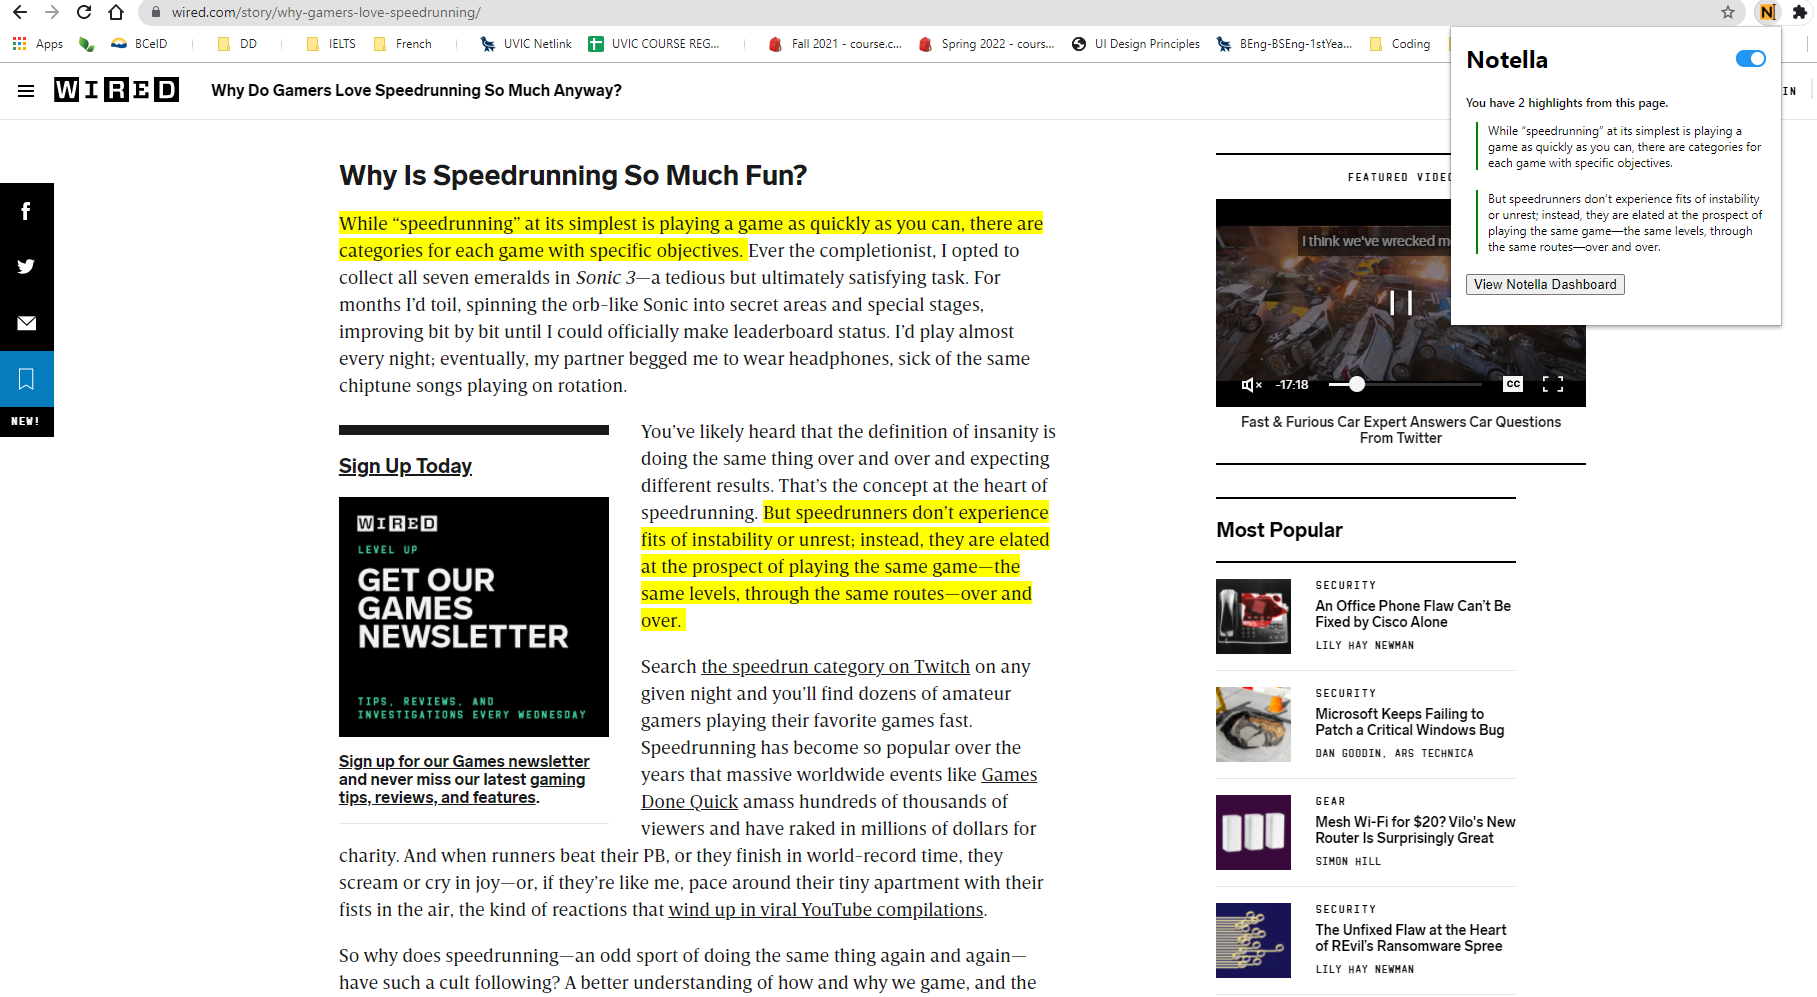 wired.com/story/why-gamers-love-speedrunning/
Apps
BCeID
DD
IELTS
French
UVIC Netlink
UVIC COURSE REG...
Fall 2021 - course.c...
Spring 2022 - cours...
UI Design Principles
BEng-BSEng-1stYea...
Coding
WIRED
Why Do Gamers Love Speedrunning So Much Anyway?
IN
N
Notella
You have 2 highlights from this page.
While “speedrunning” at its simplest is playing a
game as quickly as you can, there are categories for
each game with specific objectives.
But speedrunners don’t experience fits of instability
or unrest; instead, they are elated at the prospect of
playing the same game—the same levels, through
the same routes—over and over.
View Notella Dashboard
NEW!
Why Is Speedrunning So Much Fun?
While “speedrunning” at its simplest is playing a game as quickly as you can, there are
categories for each game with specific objectives. Ever the completionist, I opted to
collect all seven emeralds in Sonic 3—a tedious but ultimately satisfying task. For
months I’d toil, spinning the orb-like Sonic into secret areas and special stages,
improving bit by bit until I could officially make leaderboard status. I’d play almost
every night; eventually, my partner begged me to wear headphones, sick of the same
chiptune songs playing on rotation.
Sign Up Today
WIRED
LEVEL UP
GET OUR
GAMES
NEWSLETTER
TIPS, REVIEWS, AND
INVESTIGATIONS EVERY WEDNESDAY
Sign up for our Games newsletter
and never miss our latest gaming
tips, reviews, and features.
You’ve likely heard that the definition of insanity is
doing the same thing over and over and expecting
different results. That’s the concept at the heart of
speedrunning. But speedrunners don’t experience
fits of instability or unrest; instead, they are elated
at the prospect of playing the same game—the
same levels, through the same routes—over and
over.
Search the speedrun category on Twitch on any
given night and you’ll find dozens of amateur
gamers playing their favorite games fast.
Speedrunning has become so popular over the
years that massive worldwide events like Games
Done Quick amass hundreds of thousands of
viewers and have raked in millions of dollars for
charity. And when runners beat their PB, or they finish in world-record time, they
scream or cry in joy—or, if they’re like me, pace around their tiny apartment with their
fists in the air, the kind of reactions that wind up in viral YouTube compilations.
So why does speedrunning—an odd sport of doing the same thing again and again—
have such a cult following? A better understanding of how and why we game, and the
FEATURED VIDEO
I think we've wrecked m
-17:18
CC
Fast & Furious Car Expert Answers Car Questions
From Twitter
Most Popular
SECURITY
An Office Phone Flaw Can’t Be
Fixed by Cisco Alone
LILY HAY NEWMAN
SECURITY
Microsoft Keeps Failing to
Patch a Critical Windows Bug
DAN GOODIN, ARS TECHNICA
GEAR
Mesh Wi-Fi for $20? Vilo's New
Router Is Surprisingly Great
SIMON HILL
SECURITY
The Unfixed Flaw at the Heart
of REvil’s Ransomware Spree
LILY HAY NEWMAN